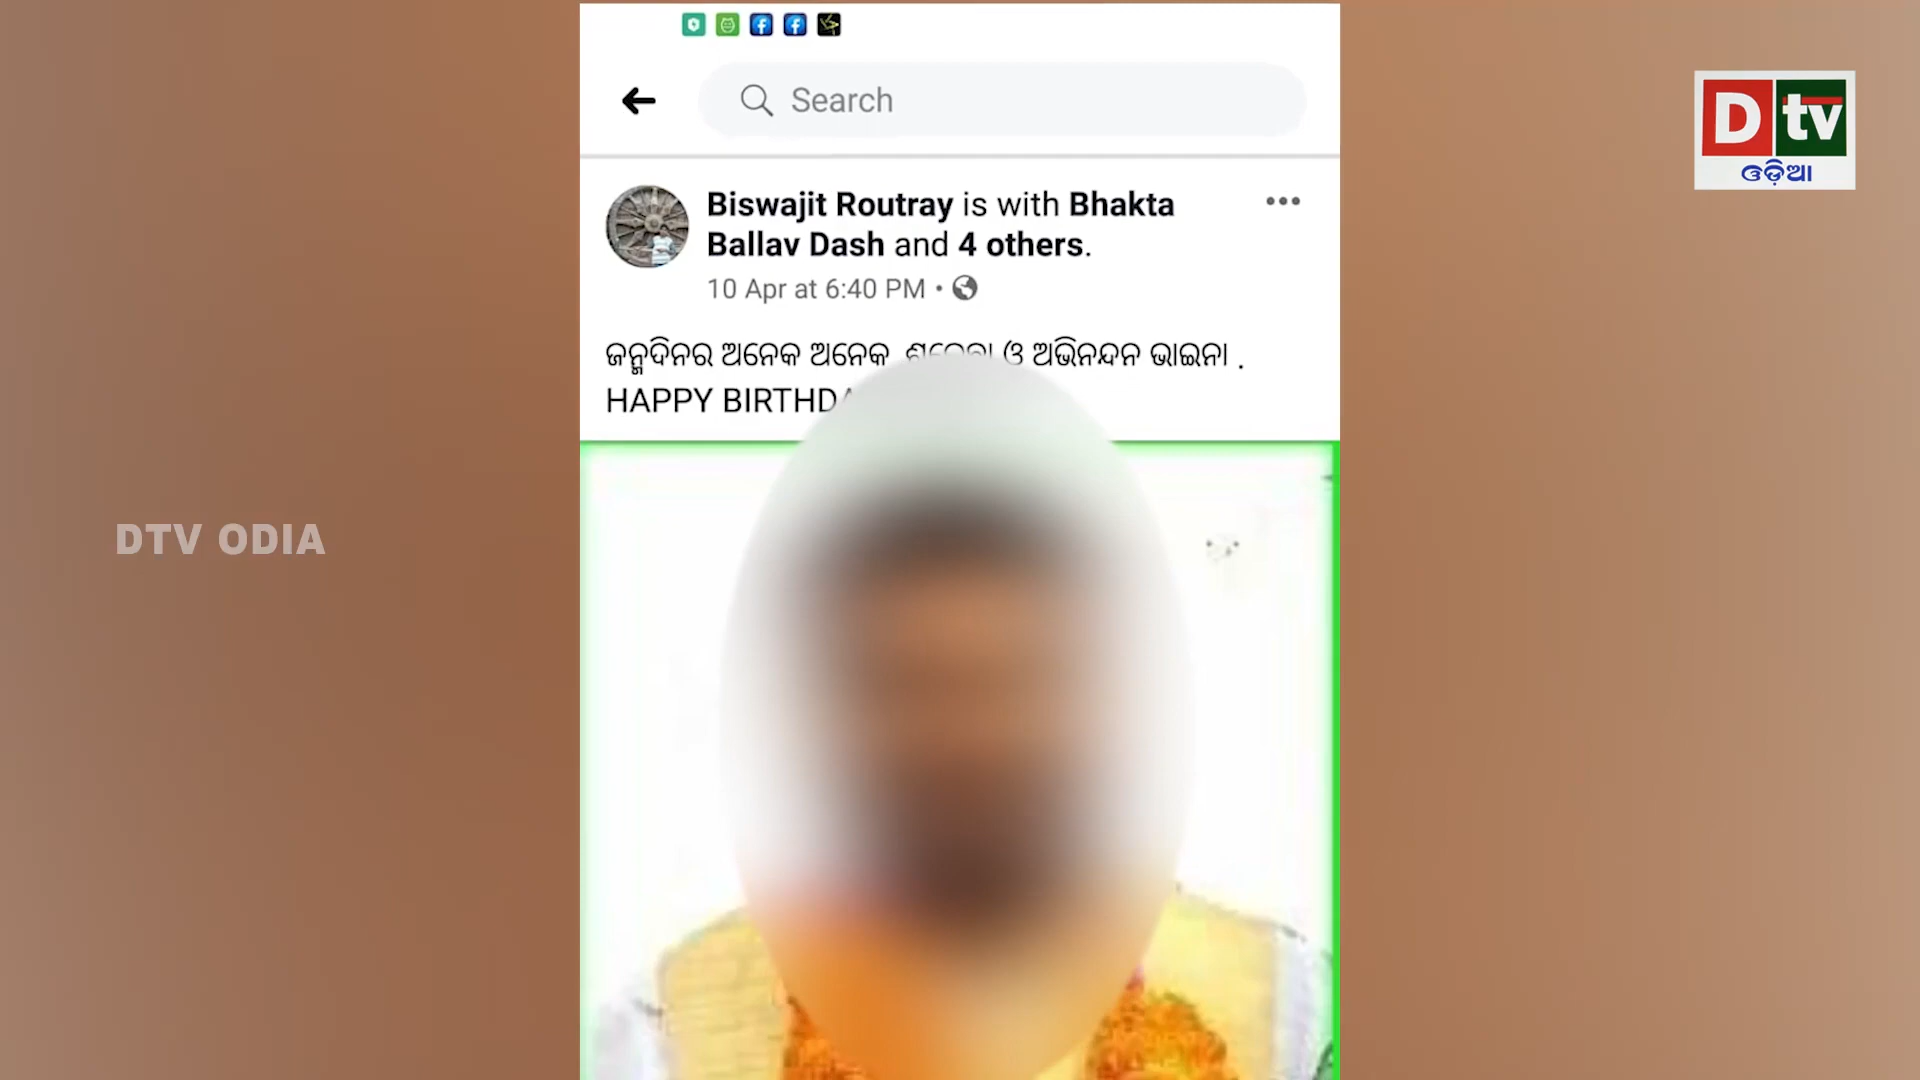 Search
D tv
ଓଡ଼ିଆ
Biswajit Routray is with Bhakta
Ballav Dash and 4 others.
10 Apr at 6:40 PM •
ଜନ୍ମଦିନର ଅନେକ ଅନେକ ଓ ଅଭିନନ୍ଦନ ଭାଇନା .
HAPPY
DTV ODIA